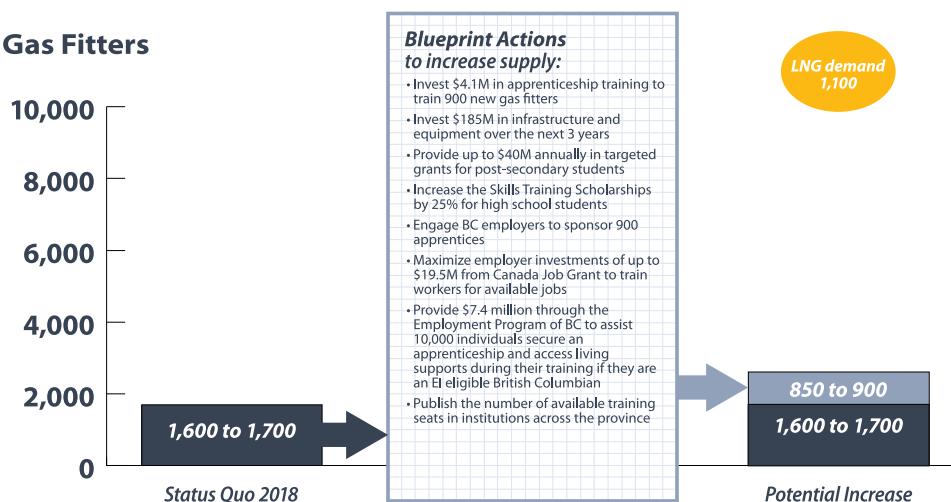 Gas Fitters
10,000
8,000
6,000
4,000
2,000
0
1,600 to 1,700
Status Quo 2018
Blueprint Actions
to increase supply:
• Invest $4.1M in apprenticeship training to
train 900 new gas fitters
• Invest $185M in infrastructure and
equipment over the next 3 years
• Provide up to $40M annually in targeted
grants for post-secondary students
• Increase the Skills Training Scholarships
by 25% for high school students
• Engage BC employers to sponsor 900
apprentices
• Maximize employer investments of up to
$19.5M from Canada Job Grant to train
workers for available jobs
• Provide $7.4 million through the
Employment Program of BC to assist
10,000 individuals secure an
apprenticeship and access living
supports during their training if they are
an EI eligible British Columbian
• Publish the number of available training
seats in institutions across the province
LNG demand
1,100
850 to 900
1,600 to 1,700
Potential Increase